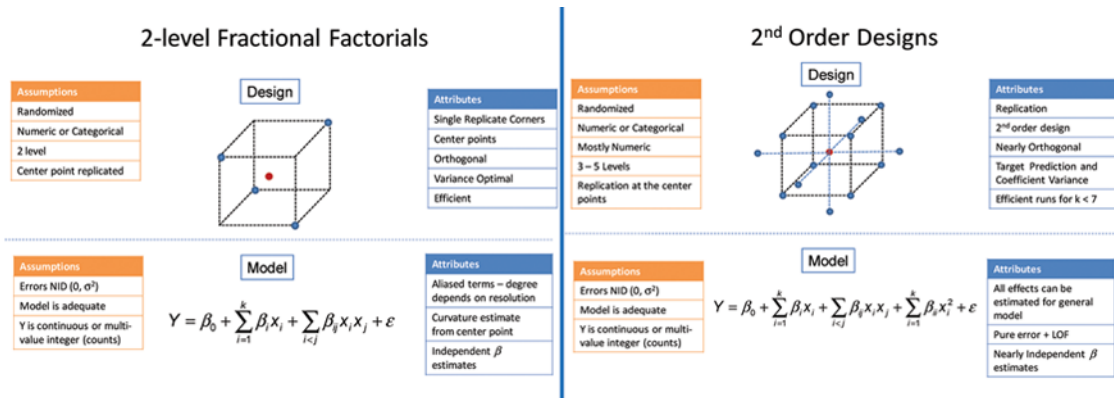 2-level Fractional Factorials
Assumptions
Randomized
Numeric or Categorical
2 level
Center point replicated
Design
Attributes
Single Replicate Corners
Center points
Orthogonal
Variance Optimal
Efficient
Assumptions
Errors NID (0, σ²)
Model is adequate
Y is continuous or multi-
value integer (counts)
Model
Y = β₀ + ∑ᵢ₌₁ᵏ βᵢxᵢ + ∑ᵢ<ⱼ βᵢⱼxᵢxⱼ + ε
Attributes
Aliased terms – degree
depends on resolution
Curvature estimate
from center point
Independent β
estimates
2nd Order Designs
Assumptions
Randomized
Numeric or Categorical
Mostly Numeric
3 – 5 Levels
Replication at the center
points
Design
Attributes
Replication
2nd order design
Nearly Orthogonal
Target Prediction and
Coefficient Variance
Efficient runs for k < 7
Assumptions
Errors NID (0, σ²)
Model is adequate
Y is continuous or multi-
value integer (counts)
Model
Y = β₀ + ∑ᵢ₌₁ᵏ βᵢxᵢ + ∑ᵢ<ⱼ βᵢⱼxᵢxⱼ + ∑ᵢ₌₁ᵏ βᵢᵢxᵢ² + ε
Attributes
All effects can be
estimated for general
model
Pure error + LOF
Nearly Independent β
estimates